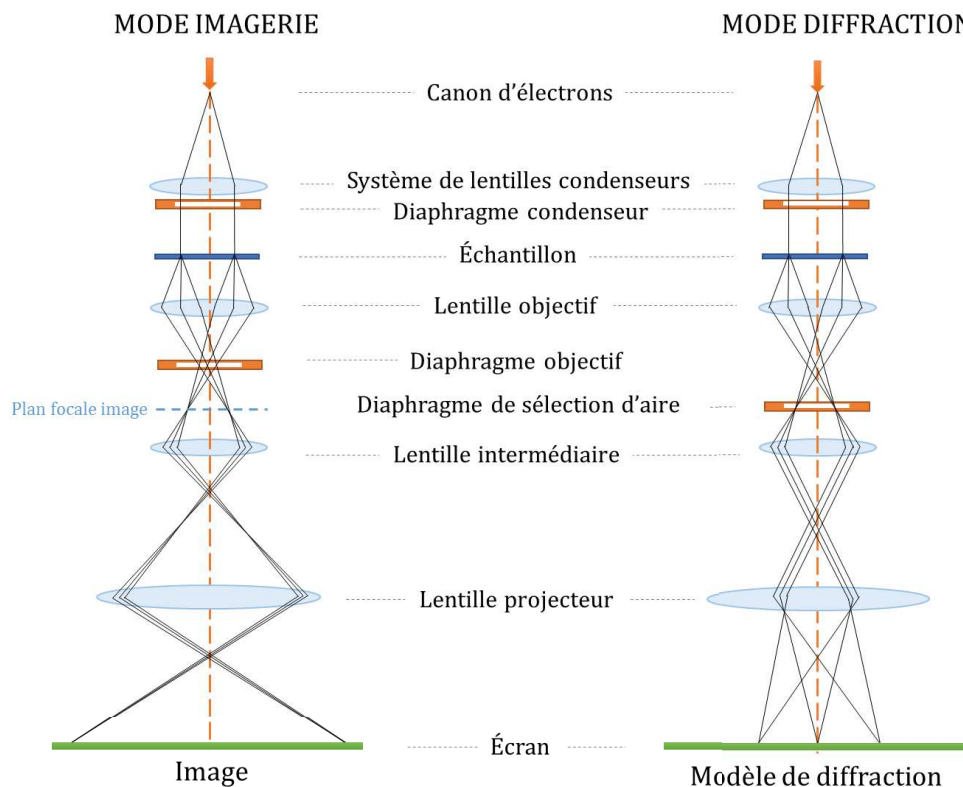 MODE IMAGERIE
MODE DIFFRACTION
Canon d'électrons
Système de lentilles condenseurs
Diaphragme condenseur
Échantillon
Lentille objectif
Diaphragme objectif
Plan focale image
Diaphragme de sélection d'aire
Lentille intermédiaire
Lentille projecteur
Écran
Image
Modèle de diffraction